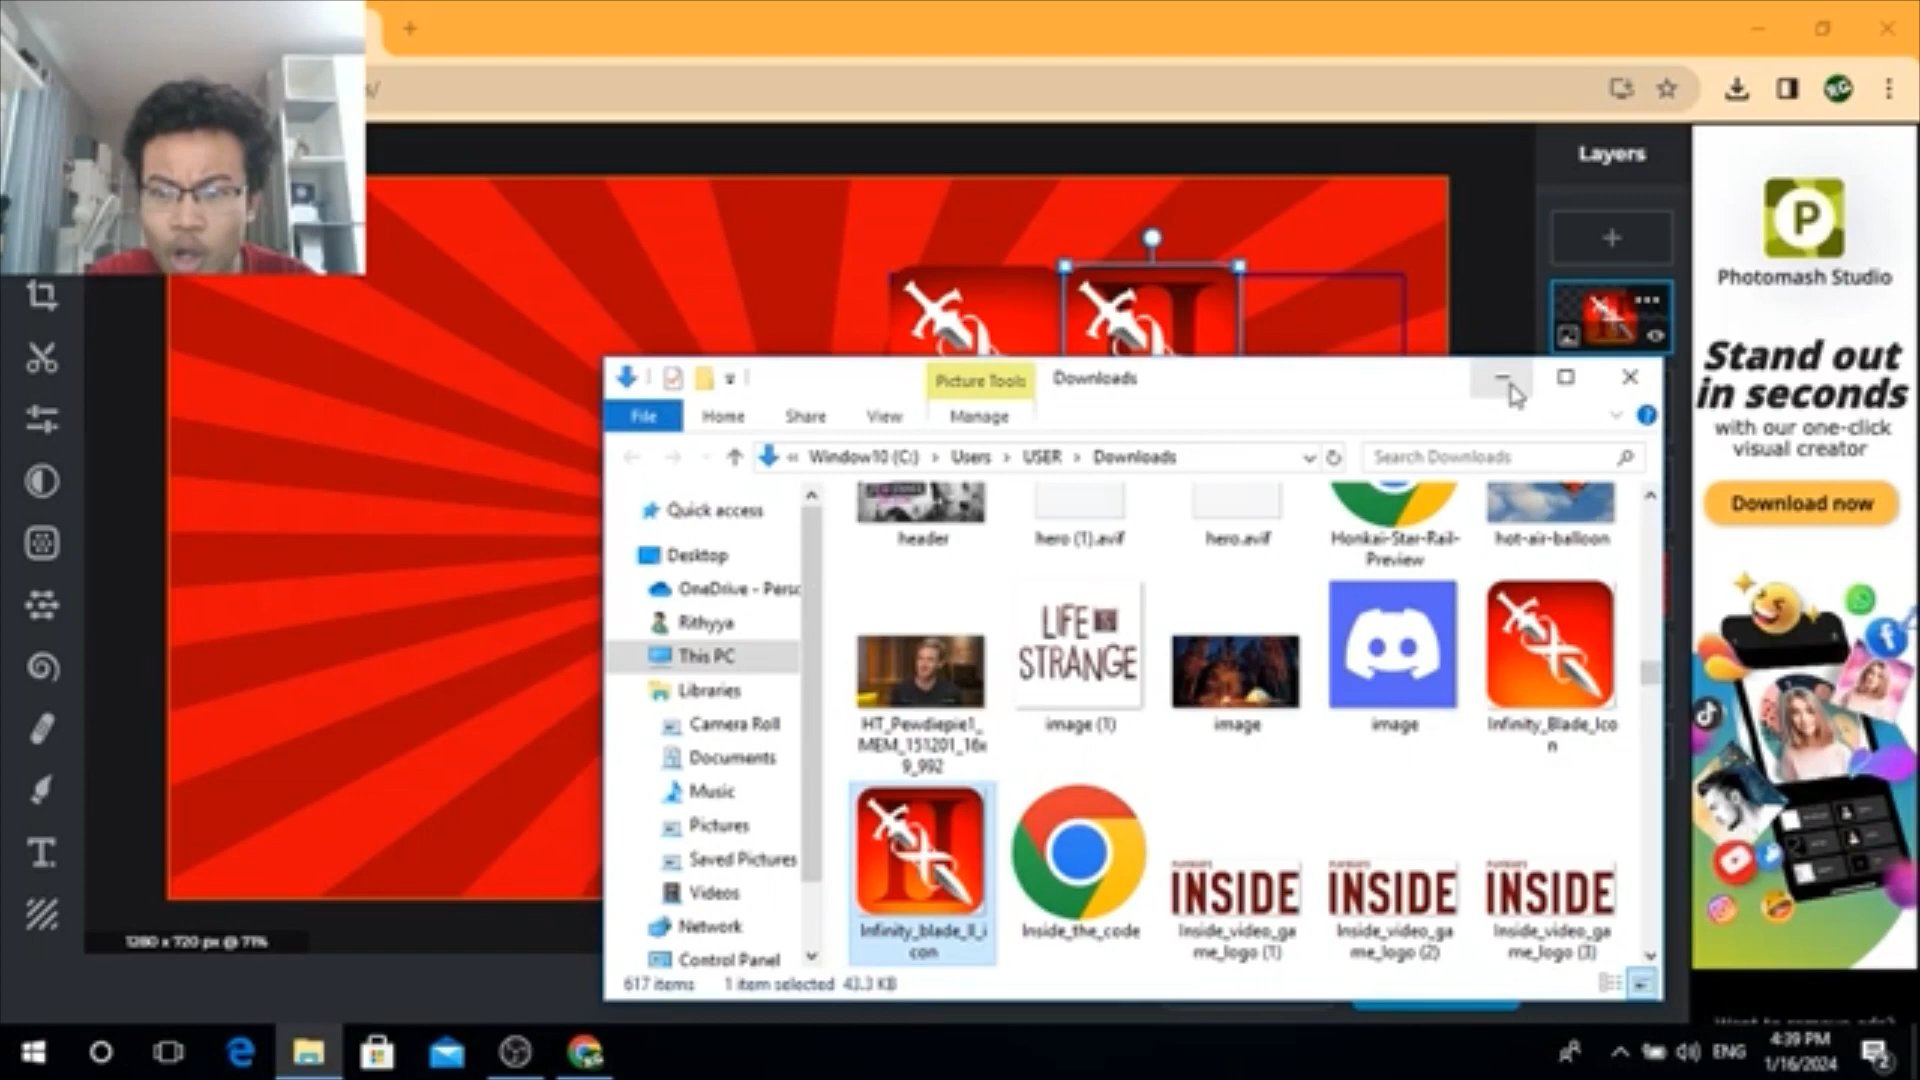 Layers
Photomash Studio
Stand out
in seconds
with our one-click
visual creator
Download now
Picture Tools
Downloads
File
Home
Share
View
Manage
Window10 (C:)
Users
USER
Downloads
Search Downloads
Quick access
Desktop
OneDrive - Perso
Rithyya
This PC
Libraries
Camera Roll
Documents
Music
Pictures
Saved Pictures
Videos
Network
Control Panel
header
hero (1).avif
hero.avif
Honkai-Star-Rail-
Preview
hot-air-balloon
LIFE IS
STRANGE
HT_Pewdiepie1_
MEM_151201_16x
9_992
image (1)
image
image
Infinity_Blade_Ico
n
II
Infinity_blade_II_i
con
Inside_the_code
INSIDE
Inside_video_ga
me_logo (1)
INSIDE
Inside_video_ga
me_logo (2)
INSIDE
Inside_video_ga
me_logo (3)
617 items
1 item selected 43.3 KB
1280 x 720 px @ 71%
ENG
4:39 PM
1/16/2024
2